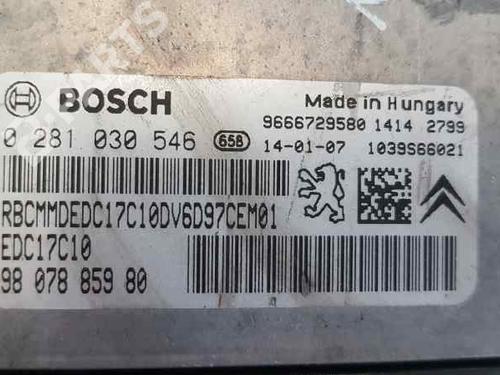 BOSCH
Made in Hungary
9666729580 1414 2799
0 281 030 546 658 14-01-07 1039S66021
RBCMMDEDC17C10DV6D97CEM01
EDC17C10
98 078 859 80